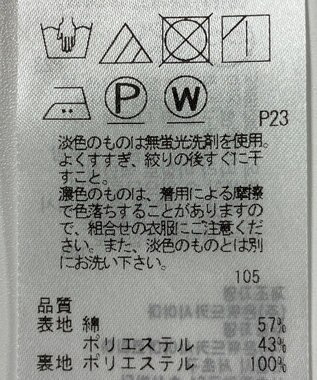 P
W
P23
淡色のものは無蛍光洗剤を使用。
よくすすぎ、絞りの後すぐに干
すこと。
濃色のものは、着用による摩擦
で色落ちすることがありますの
で、組合せの衣服にご注意くだ
さい。また、淡色のものとは別
にお洗い下さい。
105
品質
表地 綿 57%
ポリエステル 43%
裏地 ポリエステル 100%